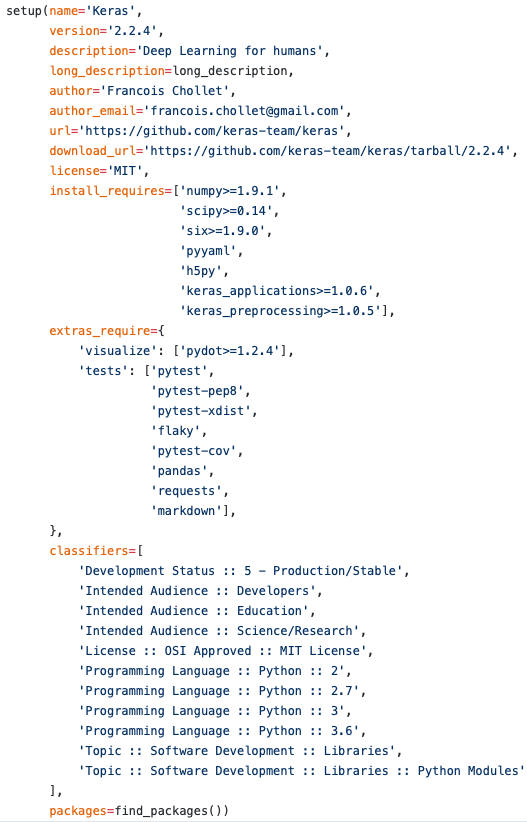 setup(name='Keras',
      version='2.2.4',
      description='Deep Learning for humans',
      long_description=long_description,
      author='Francois Chollet',
      author_email='francois.chollet@gmail.com',
      url='https://github.com/keras-team/keras',
      download_url='https://github.com/keras-team/keras/tarball/2.2.4',
      license='MIT',
      install_requires=['numpy>=1.9.1',
                        'scipy>=0.14',
                        'six>=1.9.0',
                        'pyyaml',
                        'h5py',
                        'keras_applications>=1.0.6',
                        'keras_preprocessing>=1.0.5'],
      extras_require={
          'visualize': ['pydot>=1.2.4'],
          'tests': ['pytest',
                    'pytest-pep8',
                    'pytest-xdist',
                    'flaky',
                    'pytest-cov',
                    'pandas',
                    'requests',
                    'markdown'],
      },
      classifiers=[
          'Development Status :: 5 - Production/Stable',
          'Intended Audience :: Developers',
          'Intended Audience :: Education',
          'Intended Audience :: Science/Research',
          'License :: OSI Approved :: MIT License',
          'Programming Language :: Python :: 2',
          'Programming Language :: Python :: 2.7',
          'Programming Language :: Python :: 3',
          'Programming Language :: Python :: 3.6',
          'Topic :: Software Development :: Libraries',
          'Topic :: Software Development :: Libraries :: Python Modules'
      ],
      packages=find_packages())